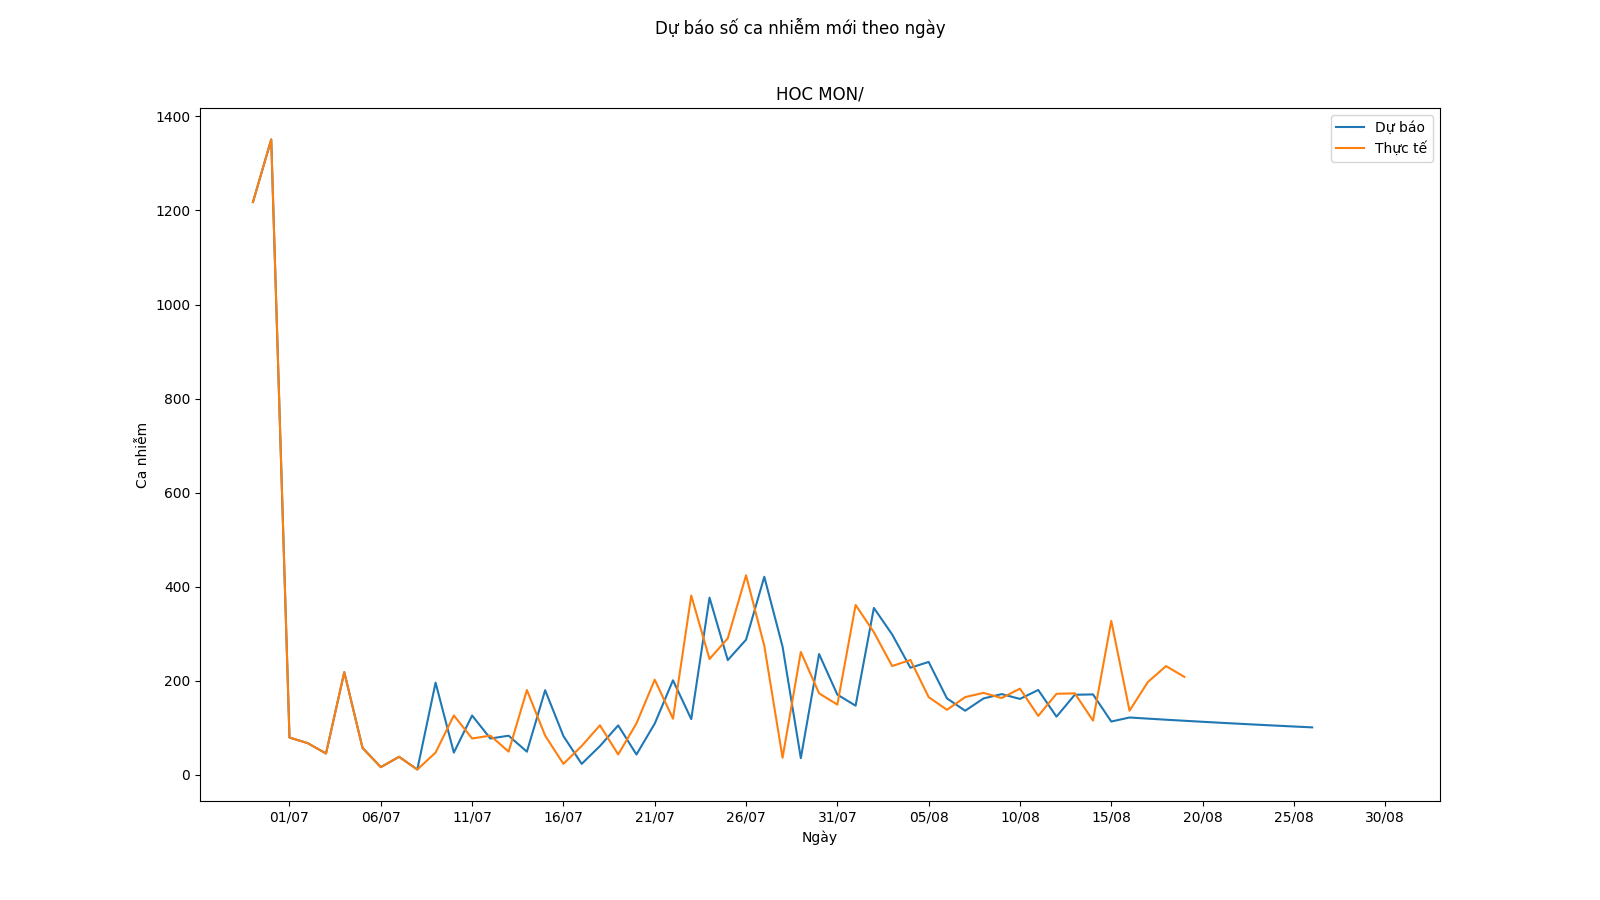 Dự báo số ca nhiễm mới theo ngày
HOC MON/
1400
1200
1000
800
600
400
200
0
Ca nhiễm
Dự báo
Thực tế
01/07 06/07 11/07 16/07 21/07 26/07 31/07 05/08 10/08 15/08 20/08 25/08 30/08
Ngày